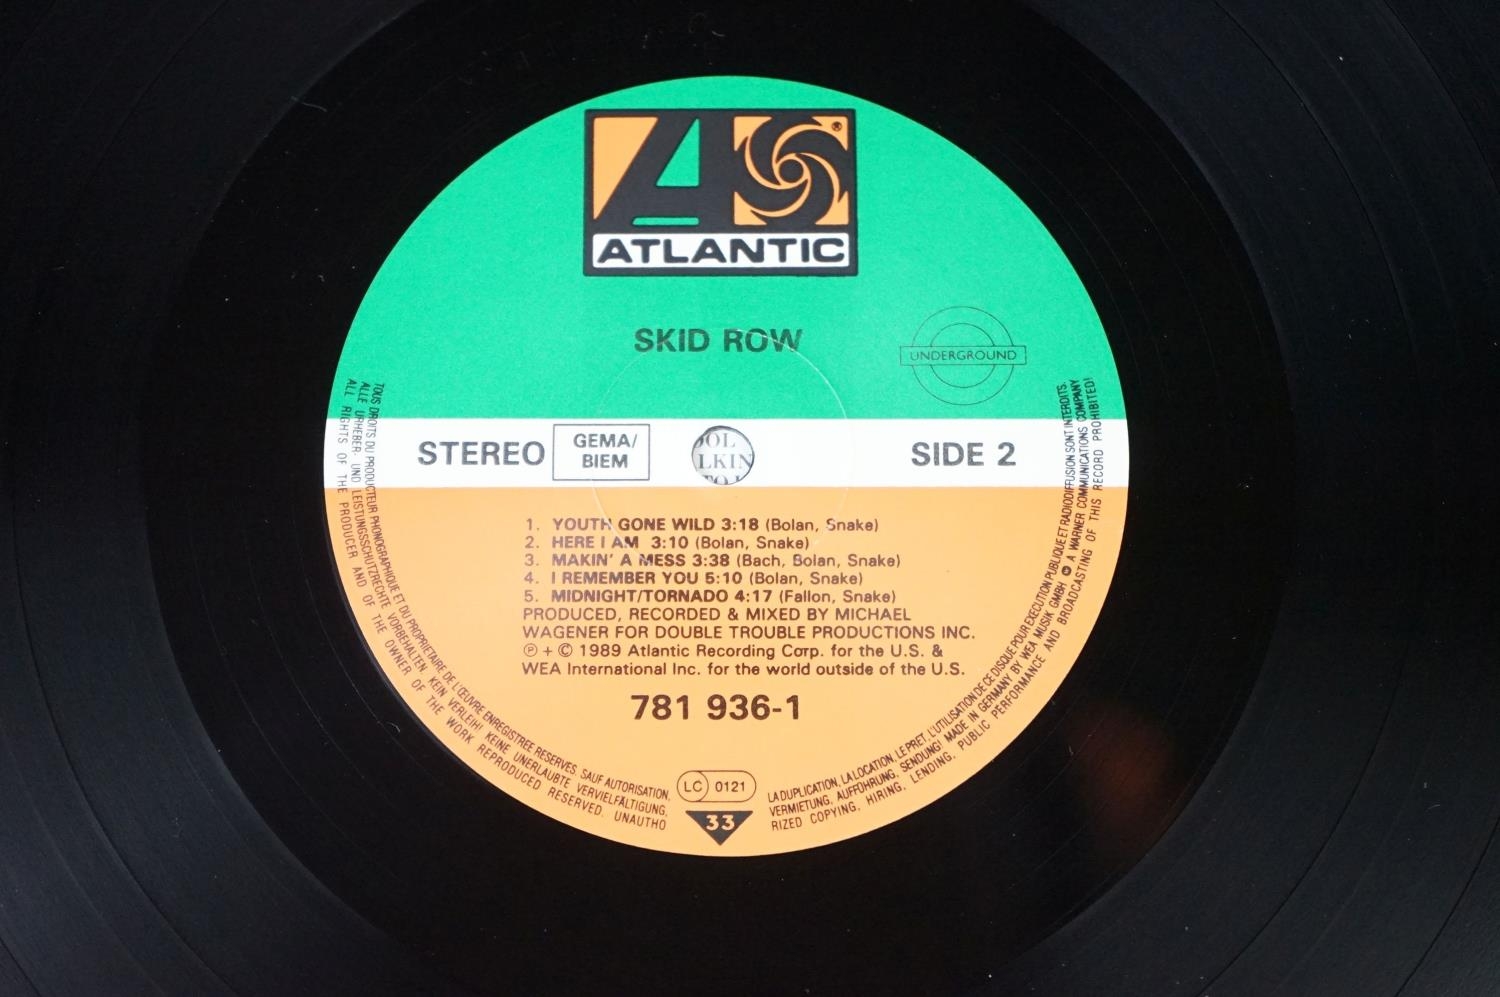 ATLANTIC
®
SKID ROW
UNDERGROUND
STEREO
GEMA/
BIEM
SIDE 2
OOL
LKIN
1. YOUTH GONE WILD 3:18 (Bolan, Snake)
2. HERE I AM 3:10 (Bolan, Snake)
3. MAKIN' A MESS 3:38 (Bach, Bolan, Snake)
4. I REMEMBER YOU 5:10 (Bolan, Snake)
5. MIDNIGHT/TORNADO 4:17 (Fallon, Snake)
PRODUCED, RECORDED & MIXED BY MICHAEL
WAGENER FOR DOUBLE TROUBLE PRODUCTIONS INC.
℗ + © 1989 Atlantic Recording Corp. for the U.S. &
WEA International Inc. for the world outside of the U.S.
781 936-1
LC 0121
33
TOUS DROITS DU PRODUCTEUR PHONOGRAPHIQUE ET DU PROPRIETAIRE DE L'ŒUVRE ENREGISTREE RESERVES. SAUF AUTORISATION, LA DUPLICATION, LA LOCATION, LE PRET, L'UTILISATION DE CE DISQUE POUR EXECUTION PUBLIQUE ET RADIODIFFUSION SONT INTERDITS.
ALLE URHEBER- UND LEISTUNGSSCHUTZRECHTE VORBEHALTEN. KEIN VERLEIH! KEINE UNERLAUBTE VERVIELFÄLTIGUNG, VERMIETUNG, AUFFÜHRUNG, SENDUNG! MADE IN GERMANY BY WEA MUSIK GMBH A WARNER COMMUNICATIONS COMPANY
ALL RIGHTS OF THE PRODUCER AND OF THE OWNER OF THE WORK REPRODUCED RESERVED. UNAUTHORIZED COPYING, HIRING, LENDING, PUBLIC PERFORMANCE AND BROADCASTING OF THIS RECORD PROHIBITED!